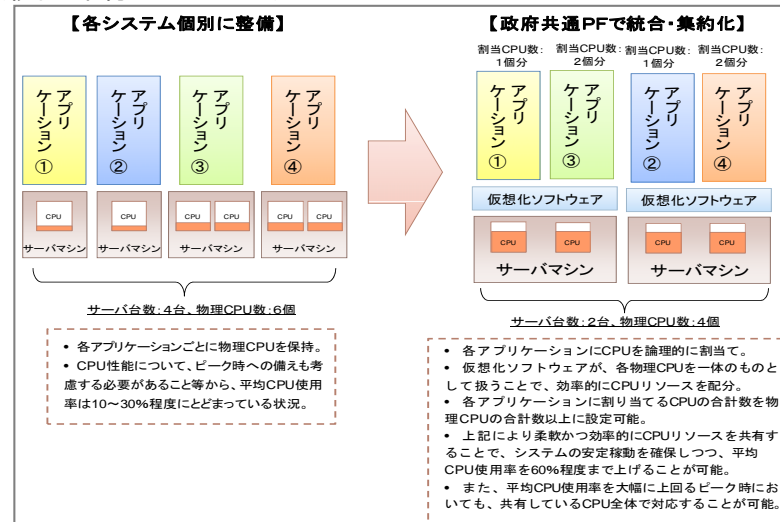 【各システム個別に整備】
アプリケーション①
アプリケーション②
アプリケーション③
アプリケーション④
CPU
CPU
CPU CPU
CPU CPU
サーバマシン
サーバマシン
サーバマシン
サーバマシン
サーバ台数:4台、物理CPU数:6個
• 各アプリケーションごとに物理CPUを保持。
• CPU性能について、ピーク時への備えも考
慮する必要があること等から、平均CPU使用
率は10～30%程度にとどまっている状況。
【政府共通PFで統合・集約化】
割当CPU数:
1個分
割当CPU数:
2個分
割当CPU数:
1個分
割当CPU数:
2個分
アプリケーション①
アプリケーション③
アプリケーション②
アプリケーション④
仮想化ソフトウェア
仮想化ソフトウェア
CPU CPU
CPU CPU
サーバマシン
サーバマシン
サーバ台数:2台、物理CPU数:4個
• 各アプリケーションにCPUを論理的に割当て。
• 仮想化ソフトウェアが、各物理CPUを一体のものと
して扱うことで、効率的にCPUリソースを配分。
• 各アプリケーションに割り当てるCPUの合計数を物
理CPUの合計数以上に設定可能。
• 上記により柔軟かつ効率的にCPUリソースを共有す
ることで、システムの安定稼動を確保しつつ、平均
CPU使用率を60%程度まで上げることが可能。
• また、平均CPU使用率を大幅に上回るピーク時にお
いても、共有しているCPU全体で対応することが可能。